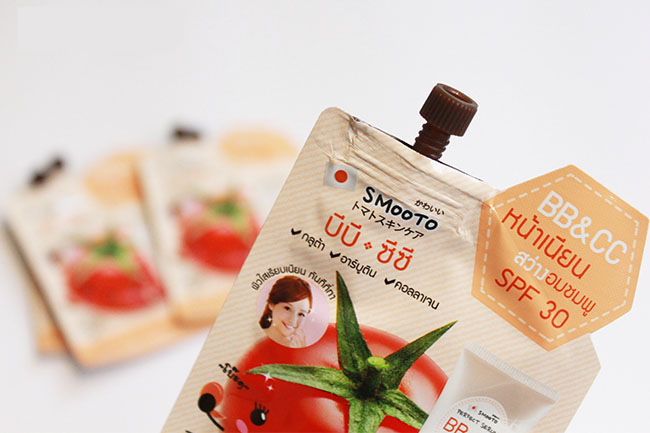 かわいい
SMOOTO
トマトスキンケア
บีบี + ซีซี
✓ กลูต้า ✓ อาร์บูติน ✓ คอลลาเจน
ผิวใสเรียบเนียน ทันทีที่ทา
BB&CC
หน้าเนียน
สว่างอมชมพู
SPF 30
SMOOTO
PERFECT SERUM
BB